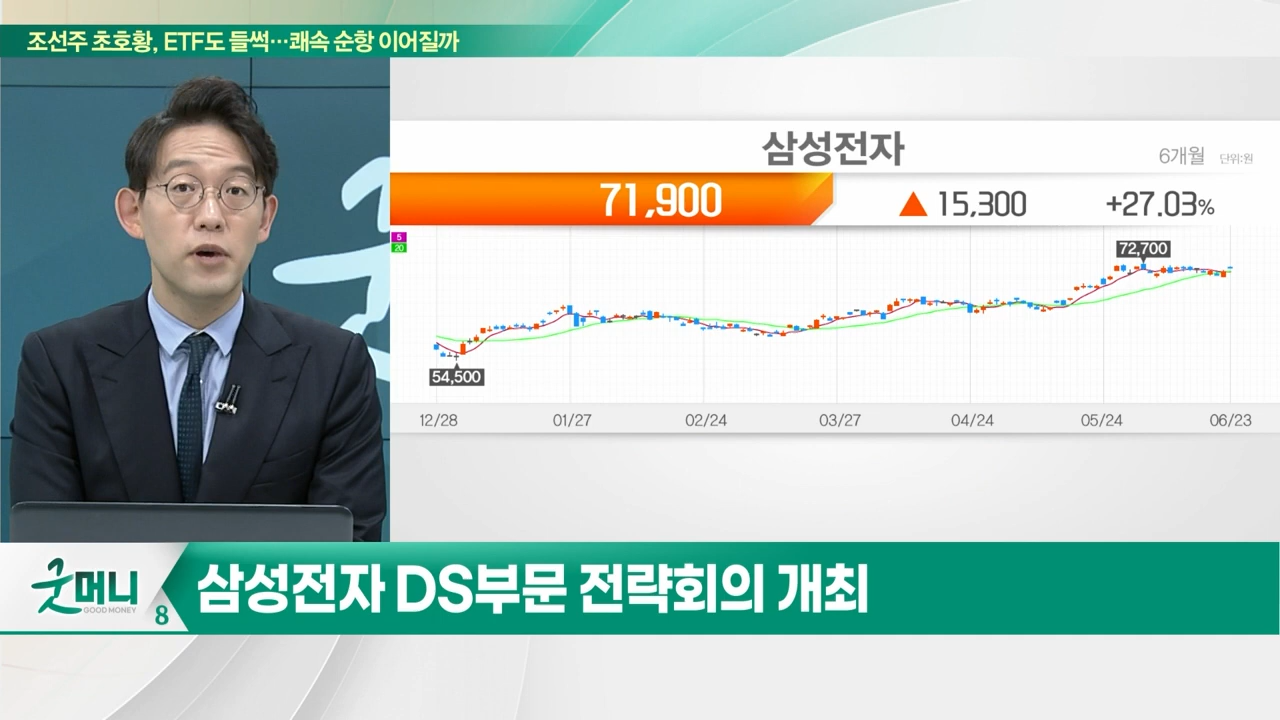 조선주 초호황, ETF도 들썩…쾌속 순항 이어질까
삼성전자
6개월 단위:원
71,900 ▲ 15,300 +27.03%
5
20
72,700
54,500
12/28 01/27 02/24 03/27 04/24 05/24 06/23
굿머니
GOOD MONEY
8
삼성전자 DS부문 전략회의 개최